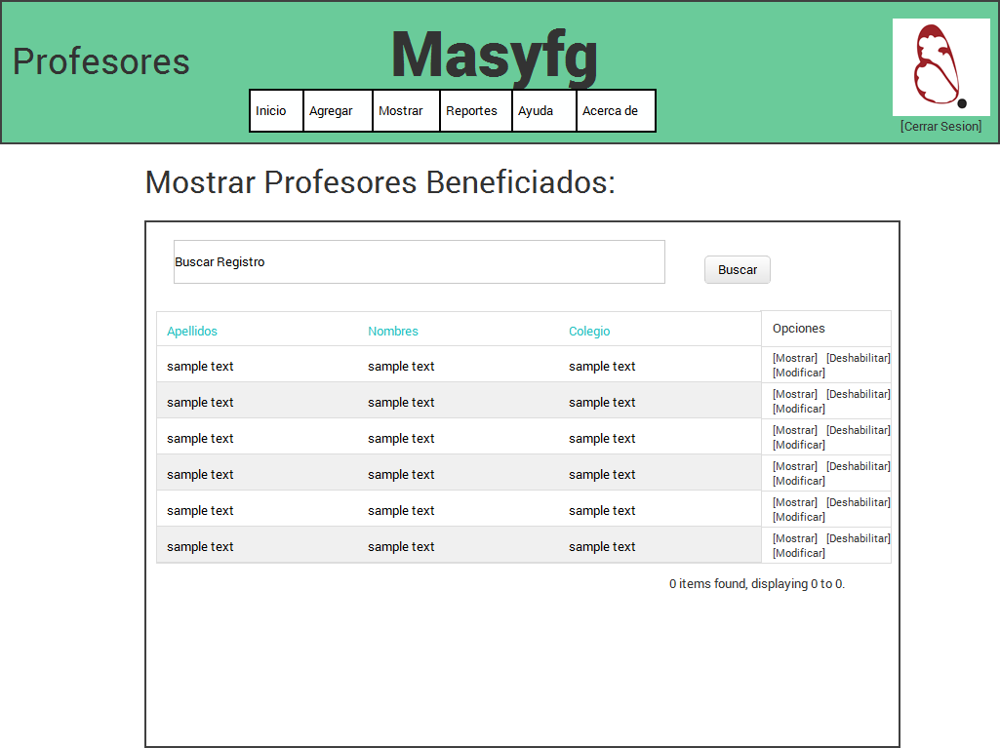 Profesores
Masyfg
Inicio Agregar Mostrar Reportes Ayuda Acerca de
[Cerrar Sesion]
Mostrar Profesores Beneficiados:
Buscar Registro Buscar
Apellidos Nombres Colegio Opciones
sample text sample text sample text [Mostrar] [Deshabilitar]
[Modificar]
sample text sample text sample text [Mostrar] [Deshabilitar]
[Modificar]
sample text sample text sample text [Mostrar] [Deshabilitar]
[Modificar]
sample text sample text sample text [Mostrar] [Deshabilitar]
[Modificar]
sample text sample text sample text [Mostrar] [Deshabilitar]
[Modificar]
sample text sample text sample text [Mostrar] [Deshabilitar]
[Modificar]
0 items found, displaying 0 to 0.